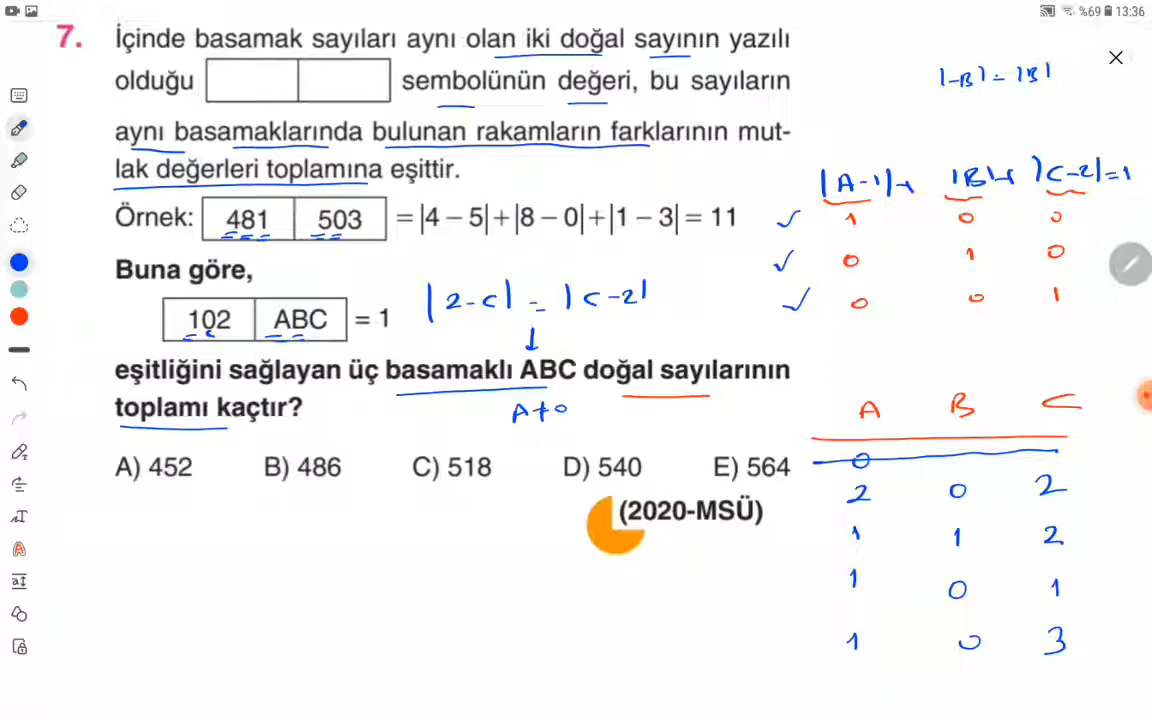 %69 13:36
7. İçinde basamak sayıları aynı olan iki doğal sayının yazılı
olduğu sembolünün değeri, bu sayıların
aynı basamaklarında bulunan rakamların farklarının mut-
lak değerleri toplamına eşittir.
Örnek: 481 503 = |4 − 5| + |8 − 0| + |1 − 3| = 11
Buna göre,
102 ABC = 1
eşitliğini sağlayan üç basamaklı ABC doğal sayılarının
toplamı kaçtır?
A) 452 B) 486 C) 518 D) 540 E) 564
(2020-MSÜ)
|2-C| = |C-2|
↓
A≠0
|-B| = |B|
|A-1|+ |B|+ |C-2|=1
✓ 1 0 0
✓ 0 1 0
✓ 0 0 1
A B C
0
2 0 2
1 1 2
1 0 1
1 0 3